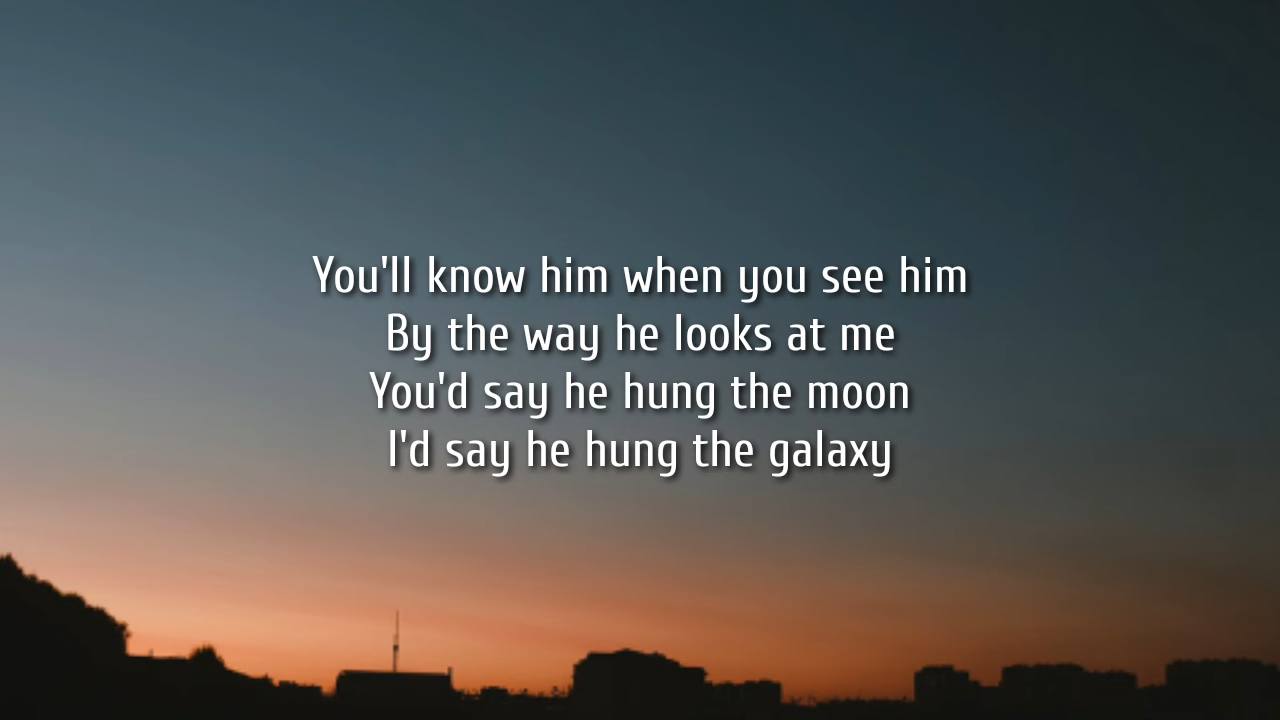 You'll know him when you see him
By the way he looks at me
You'd say he hung the moon
I'd say he hung the galaxy